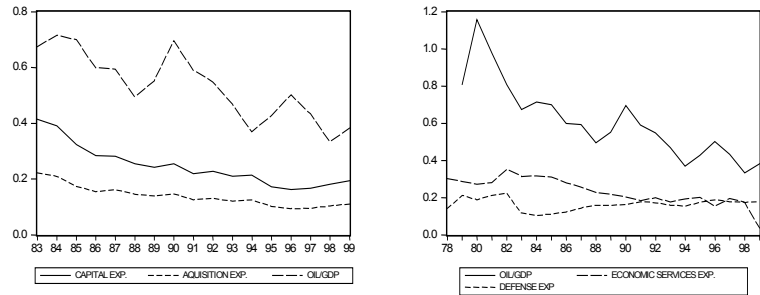 0.8
0.6
0.4
0.2
0.0
83 84 85 86 87 88 89 90 91 92 93 94 95 96 97 98 99
CAPITAL EXP. AQUISITION EXP. OIL/GDP
1.2
1.0
0.8
0.6
0.4
0.2
0.0
78 80 82 84 86 88 90 92 94 96 98
OIL/GDP ECONOMIC SERVICES EXP.
DEFENSE EXP